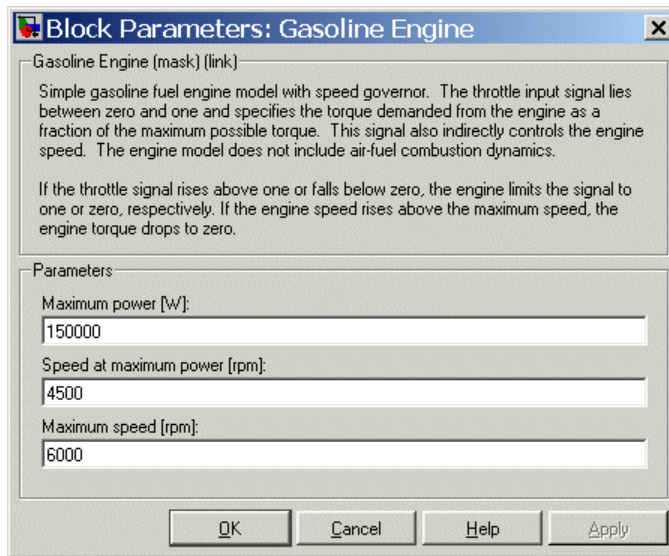 Block Parameters: Gasoline Engine
Gasoline Engine (mask) (link)
Simple gasoline fuel engine model with speed governor.  The throttle input signal lies
between zero and one and specifies the torque demanded from the engine as a
fraction of the maximum possible torque.  This signal also indirectly controls the engine
speed.  The engine model does not include air-fuel combustion dynamics.
If the throttle signal rises above one or falls below zero, the engine limits the signal to
one or zero, respectively. If the engine speed rises above the maximum speed, the
engine torque drops to zero.
Parameters
Maximum power [W]:
150000
Speed at maximum power [rpm]:
4500
Maximum speed [rpm]:
6000
OK Cancel Help Apply